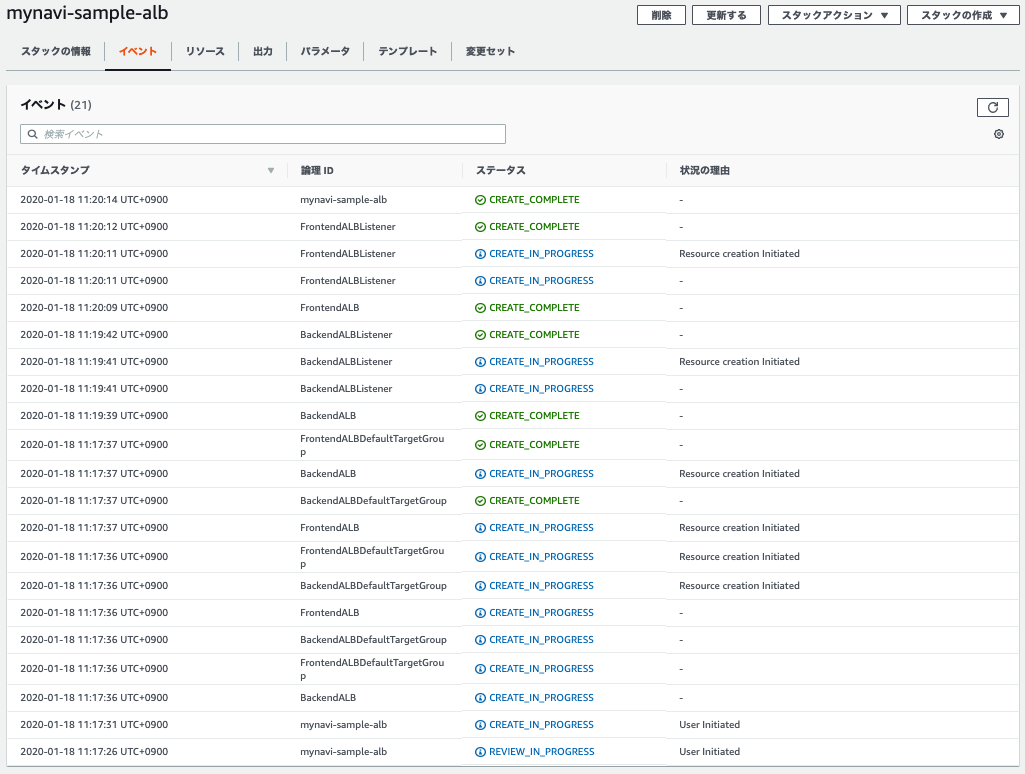 mynavi-sample-alb
削除 更新する スタックアクション ▼ スタックの作成 ▼
スタックの情報 イベント リソース 出力 パラメータ テンプレート 変更セット
イベント (21)
検索イベント
タイムスタンプ ▼ 論理 ID ステータス 状況の理由
2020-01-18 11:20:14 UTC+0900 mynavi-sample-alb CREATE_COMPLETE -
2020-01-18 11:20:12 UTC+0900 FrontendALBListener CREATE_COMPLETE -
2020-01-18 11:20:11 UTC+0900 FrontendALBListener CREATE_IN_PROGRESS Resource creation Initiated
2020-01-18 11:20:11 UTC+0900 FrontendALBListener CREATE_IN_PROGRESS -
2020-01-18 11:20:09 UTC+0900 FrontendALB CREATE_COMPLETE -
2020-01-18 11:19:42 UTC+0900 BackendALBListener CREATE_COMPLETE -
2020-01-18 11:19:41 UTC+0900 BackendALBListener CREATE_IN_PROGRESS Resource creation Initiated
2020-01-18 11:19:41 UTC+0900 BackendALBListener CREATE_IN_PROGRESS -
2020-01-18 11:19:39 UTC+0900 BackendALB CREATE_COMPLETE -
2020-01-18 11:17:37 UTC+0900 FrontendALBDefaultTargetGrou
p CREATE_COMPLETE -
2020-01-18 11:17:37 UTC+0900 BackendALB CREATE_IN_PROGRESS Resource creation Initiated
2020-01-18 11:17:37 UTC+0900 BackendALBDefaultTargetGroup CREATE_COMPLETE -
2020-01-18 11:17:37 UTC+0900 FrontendALB CREATE_IN_PROGRESS Resource creation Initiated
2020-01-18 11:17:36 UTC+0900 FrontendALBDefaultTargetGrou
p CREATE_IN_PROGRESS Resource creation Initiated
2020-01-18 11:17:36 UTC+0900 BackendALBDefaultTargetGroup CREATE_IN_PROGRESS Resource creation Initiated
2020-01-18 11:17:36 UTC+0900 FrontendALB CREATE_IN_PROGRESS -
2020-01-18 11:17:36 UTC+0900 BackendALBDefaultTargetGroup CREATE_IN_PROGRESS -
2020-01-18 11:17:36 UTC+0900 FrontendALBDefaultTargetGrou
p CREATE_IN_PROGRESS -
2020-01-18 11:17:36 UTC+0900 BackendALB CREATE_IN_PROGRESS -
2020-01-18 11:17:31 UTC+0900 mynavi-sample-alb CREATE_IN_PROGRESS User Initiated
2020-01-18 11:17:26 UTC+0900 mynavi-sample-alb REVIEW_IN_PROGRESS User Initiated